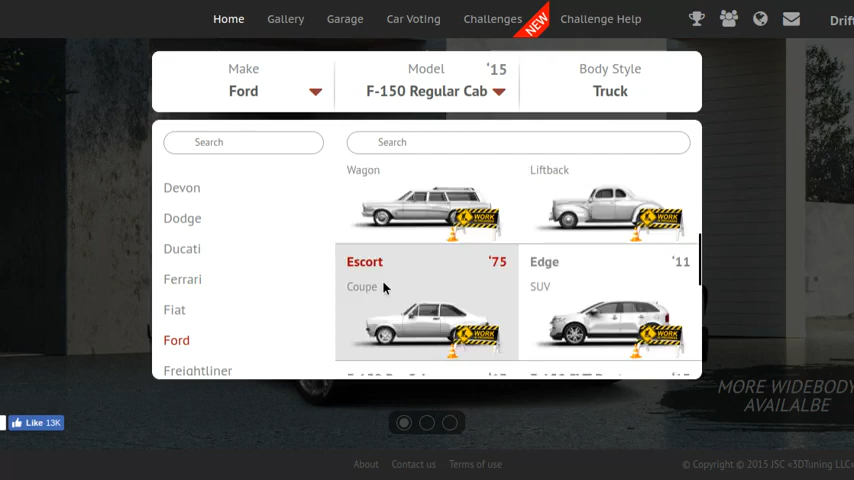 Home Gallery Garage Car Voting Challenges NEW Challenge Help
Make Model '15 Body Style
Ford F-150 Regular Cab Truck
Search Search
Devon
Dodge
Ducati
Ferrari
Fiat
Ford
Freightliner
Wagon Liftback
Escort '75 Edge '11
Coupe SUV
MORE WIDEBODY
AVAILALBE
Like 13K
About Contact us Terms of use © Copyright © 2015 JSC «3DTuning LLC»